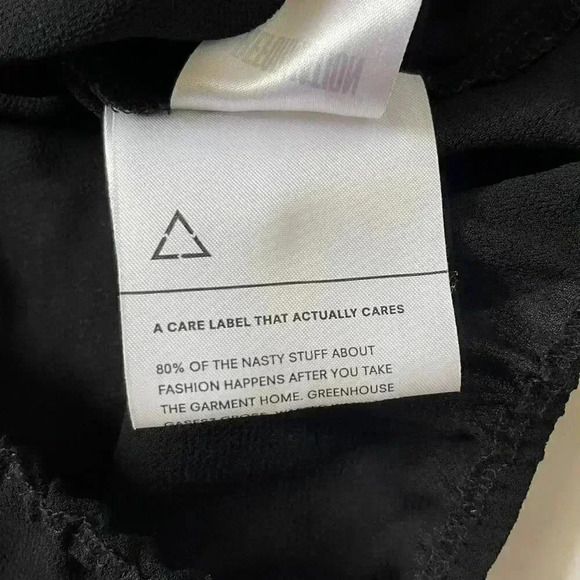 A CARE LABEL THAT ACTUALLY CARES
80% OF THE NASTY STUFF ABOUT
FASHION HAPPENS AFTER YOU TAKE
THE GARMENT HOME. GREENHOUSE